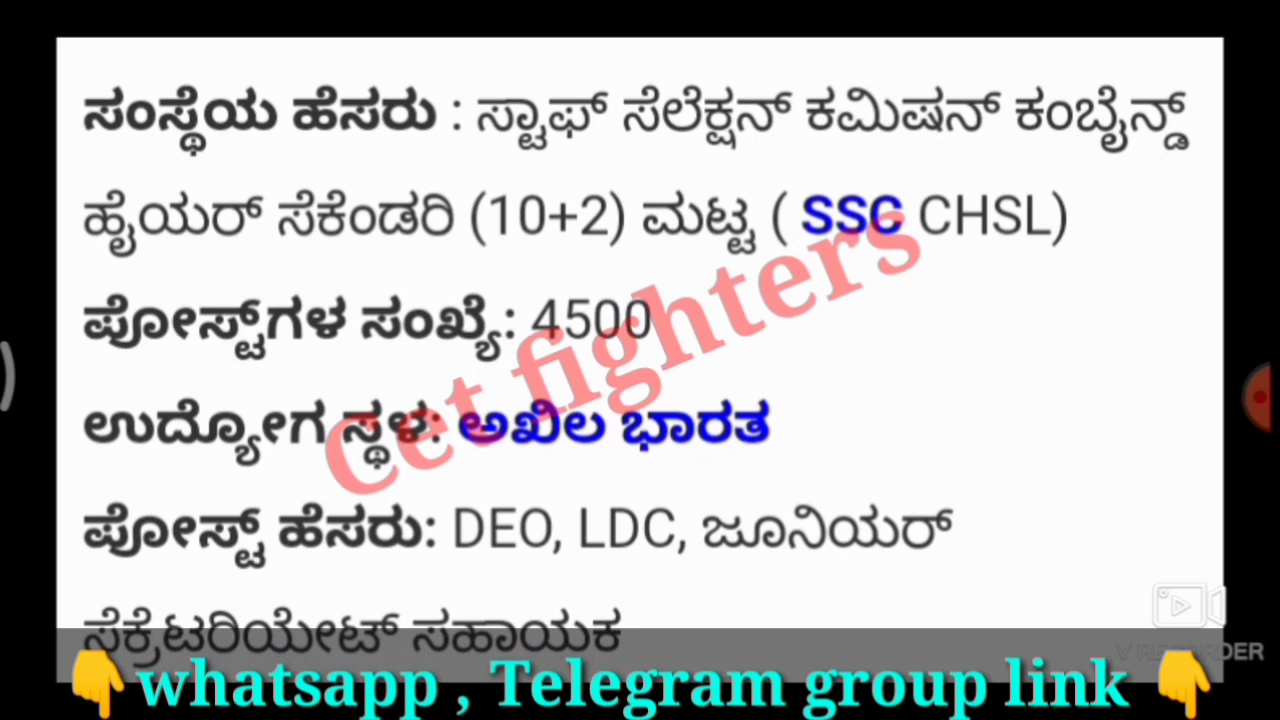 ಸಂಸ್ಥೆಯ ಹೆಸರು : ಸ್ಟಾಫ್ ಸೆಲೆಕ್ಷನ್ ಕಮಿಷನ್ ಕಂಬೈನ್ಡ್
ಹೈಯರ್ ಸೆಕೆಂಡರಿ (10+2) ಮಟ್ಟ ( SSC CHSL)
ಪೋಸ್ಟ್‌ಗಳ ಸಂಖ್ಯೆ: 4500
ಉದ್ಯೋಗ ಸ್ಥಳ: ಅಖಿಲ ಭಾರತ
Cet fighters
ಪೋಸ್ಟ್ ಹೆಸರು: DEO, LDC, ಜೂನಿಯರ್
ಸೆಕ್ರೆಟರಿಯೇಟ್ ಸಹಾಯಕ
V RECORDER
👇whatsapp , Telegram group link 👇